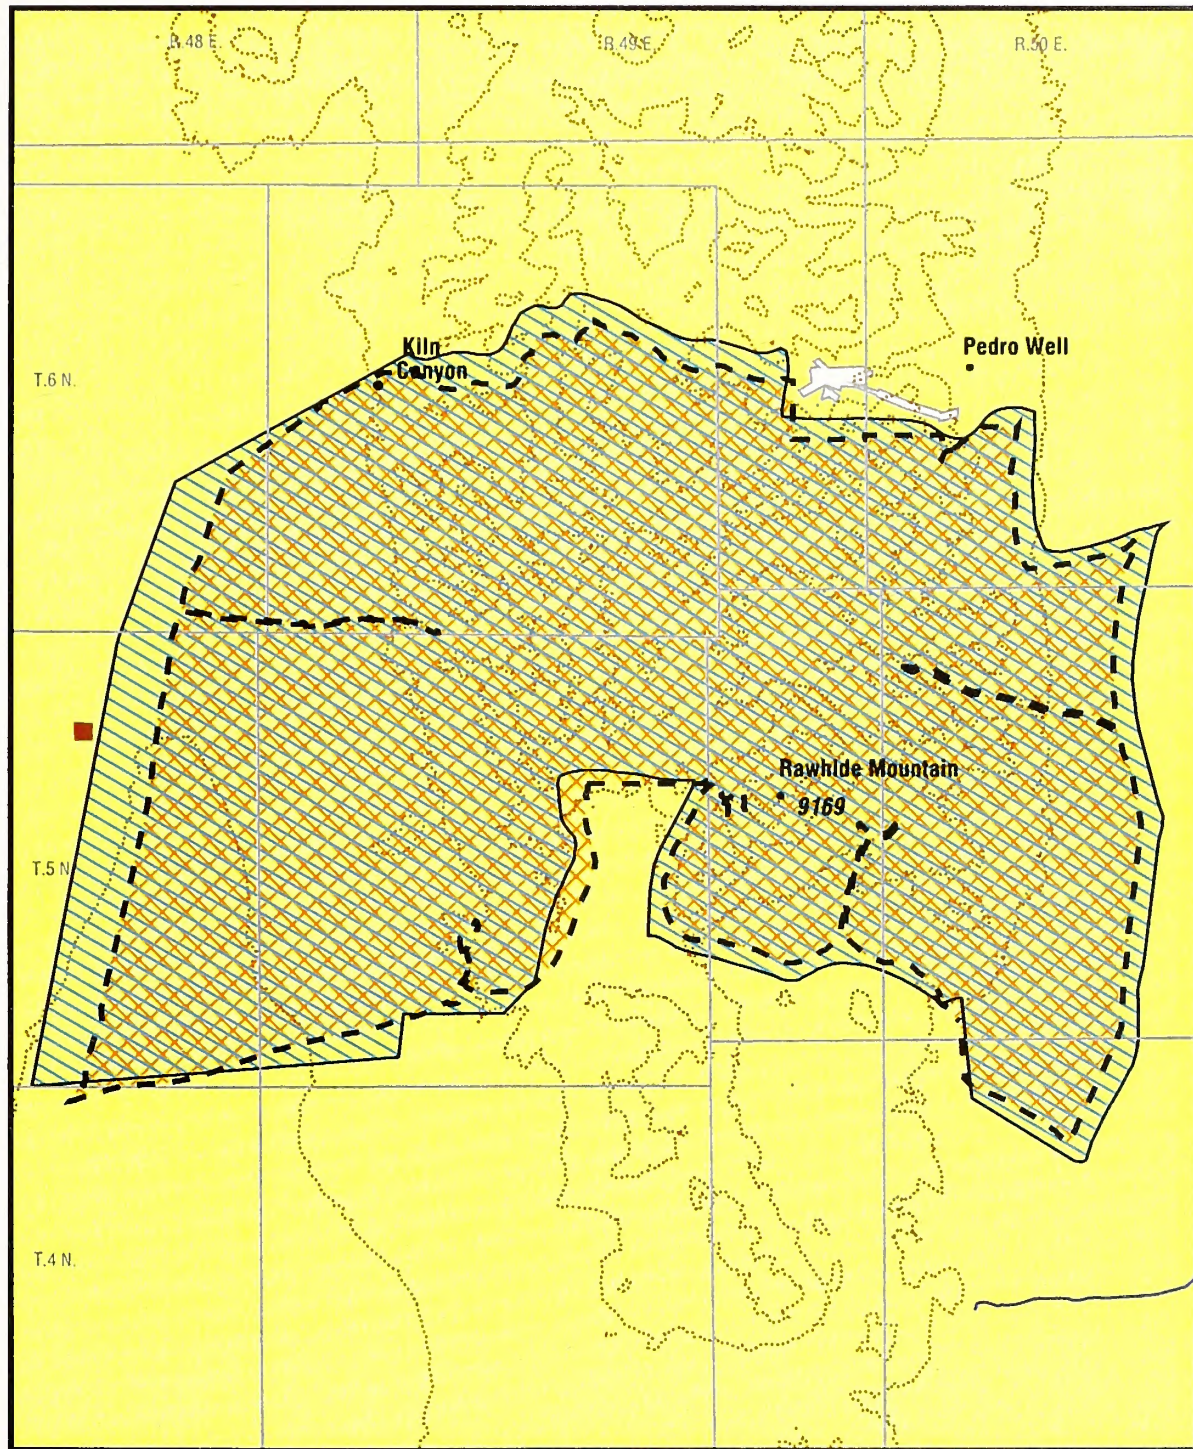 R.48 E.
R.49 E.
R.50 E.
Kiln
Canyon
Pedro Well
T.6 N.
Rawhide Mountain
9169
T.5 N
T.4 N.